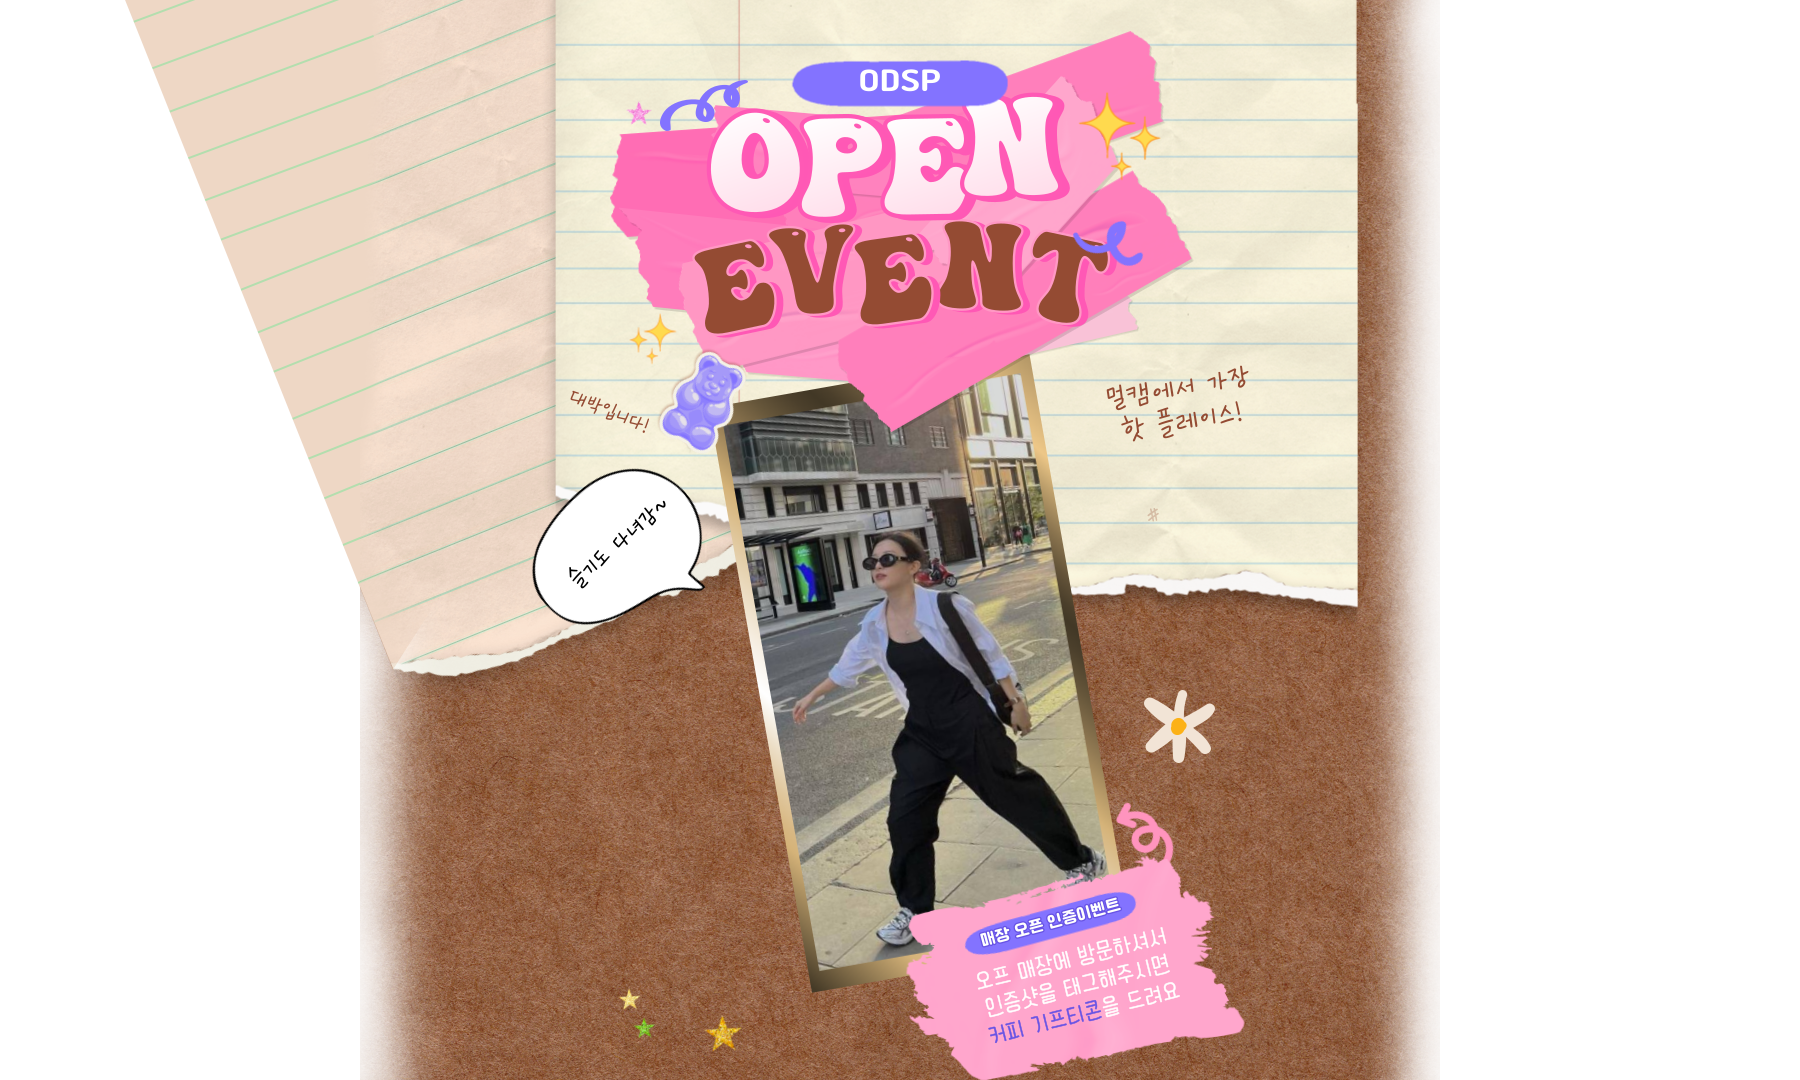 ODSP
OPEN
EVENT
대박입니다!
멀캠에서 가장
핫 플레이스!
슬기도 다녀감~
#
매장 오픈 인증이벤트
오프 매장에 방문하셔서
인증샷을 태그해주시면
커피 기프티콘을 드려요